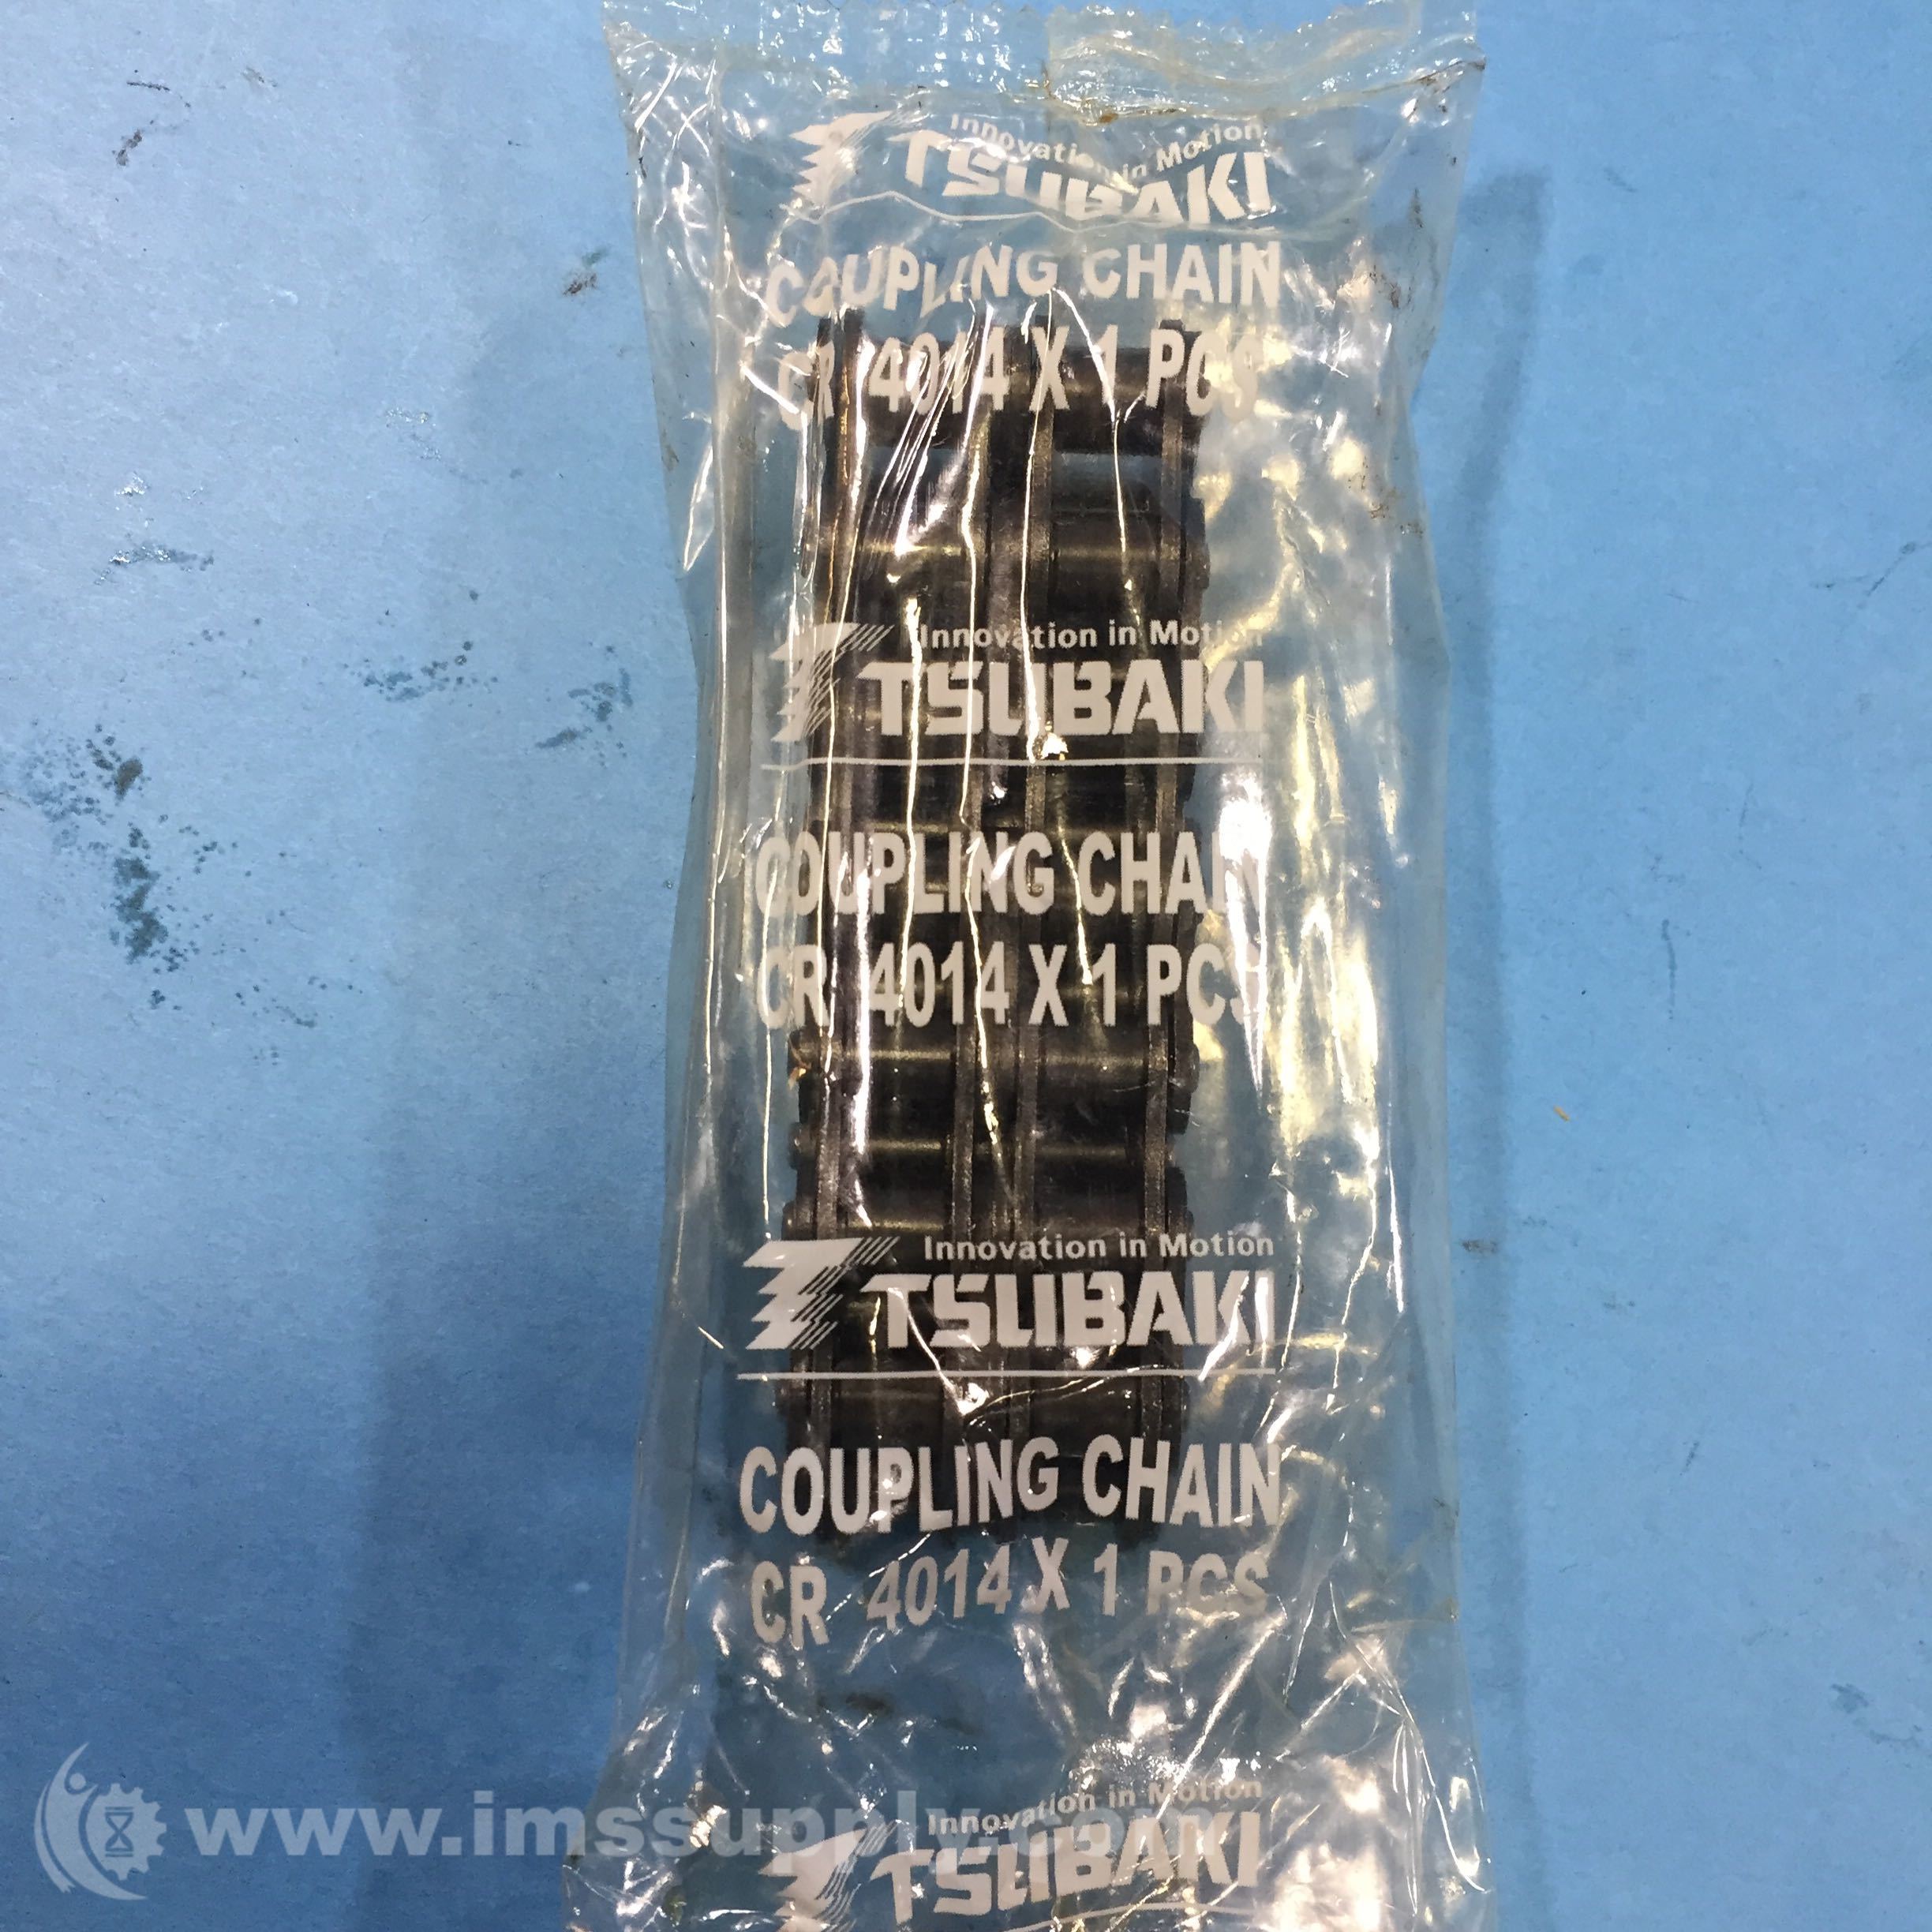 Innovation in Motion
TSUBAKI
COUPLING CHAIN
CR 4014 X 1 PCS
Innovation in Motion
TSUBAKI
COUPLING CHAIN
CR 4014 X 1 PCS
Innovation in Motion
TSUBAKI
COUPLING CHAIN
CR 4014 X 1 PCS
Innovation in Motion
www.imssupply.com
TSUBAKI